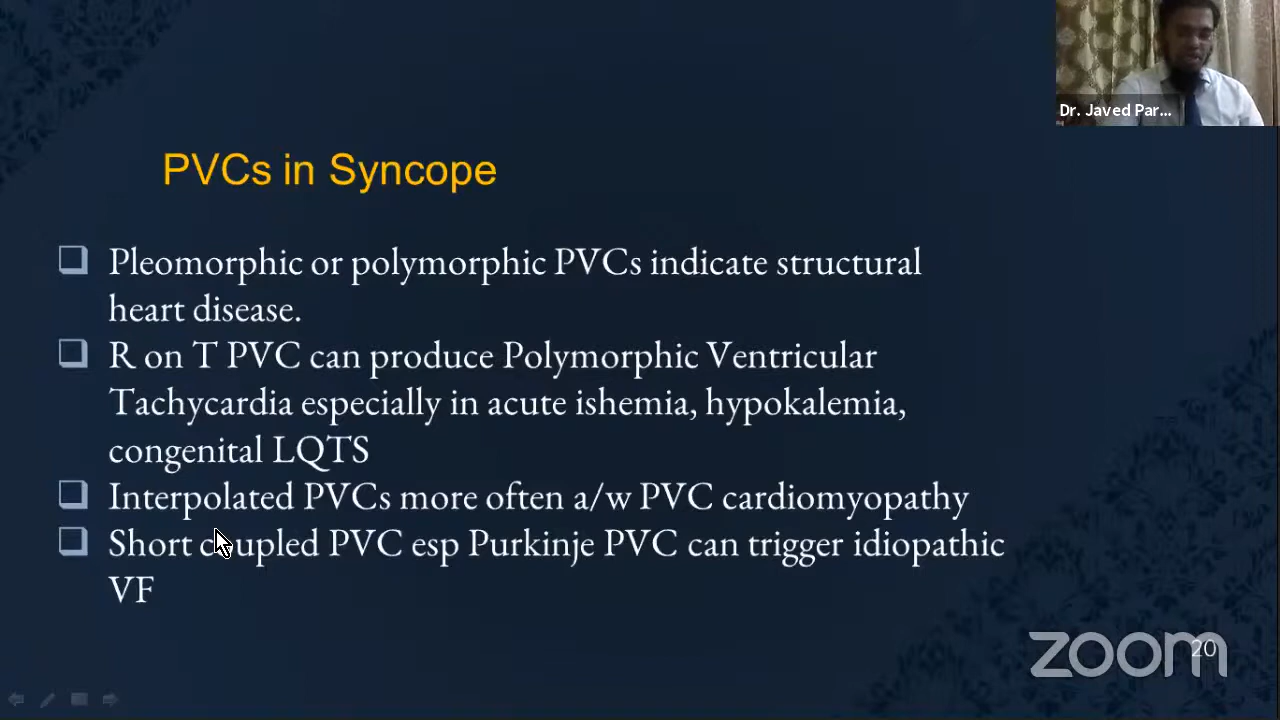 Dr. Javed Par...
PVCs in Syncope
Pleomorphic or polymorphic PVCs indicate structural
heart disease.
R on T PVC can produce Polymorphic Ventricular
Tachycardia especially in acute ishemia, hypokalemia,
congenital LQTS
Interpolated PVCs more often a/w PVC cardiomyopathy
Short coupled PVC esp Purkinje PVC can trigger idiopathic
VF
zoom
20